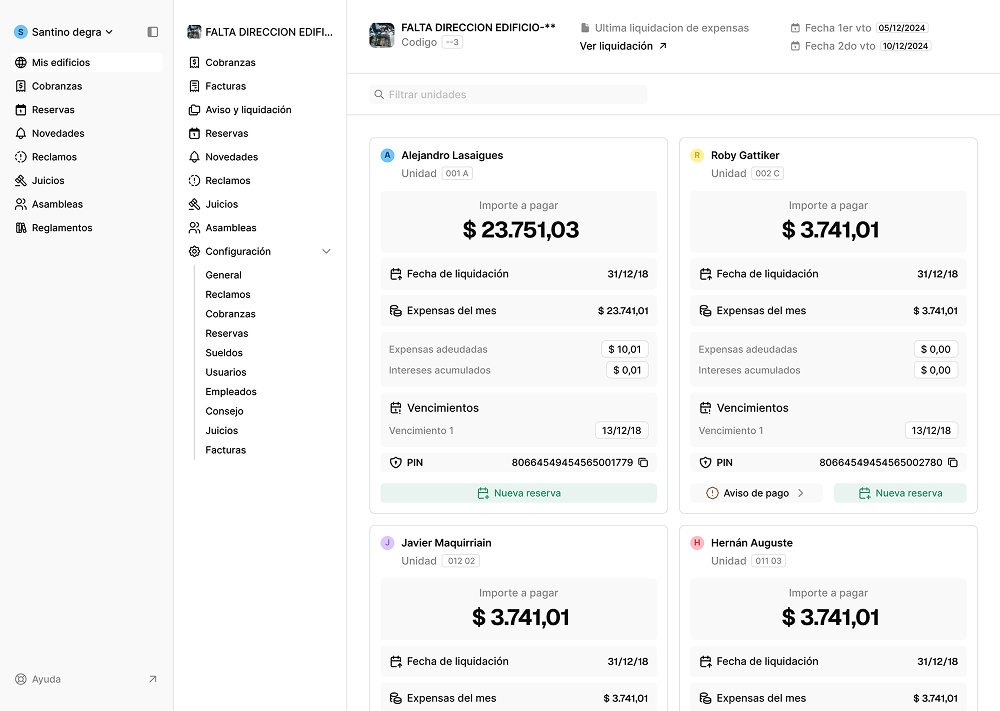 S Santino degra
Mis edificios
Cobranzas
Reservas
Novedades
Reclamos
Juicios
Asambleas
Reglamentos
Ayuda
FALTA DIRECCION EDIFI...
Cobranzas
Facturas
Aviso y liquidación
Reservas
Novedades
Reclamos
Juicios
Asambleas
Configuración
General
Reclamos
Cobranzas
Reservas
Sueldos
Usuarios
Empleados
Consejo
Juicios
Facturas
FALTA DIRECCION EDIFICIO-**
Codigo --3
Ultima liquidacion de expensas
Ver liquidación
Fecha 1er vto 05/12/2024
Fecha 2do vto 10/12/2024
Filtrar unidades
A Alejandro Lasaigues
Unidad 001 A
Importe a pagar
$ 23.751,03
Fecha de liquidación 31/12/18
Expensas del mes $ 23.741,01
Expensas adeudadas $ 10,01
Intereses acumulados $ 0,01
Vencimientos
Vencimiento 1 13/12/18
PIN 80664549454565001779
Nueva reserva
R Roby Gattiker
Unidad 002 C
Importe a pagar
$ 3.741,01
Fecha de liquidación 31/12/18
Expensas del mes $ 3.741,01
Expensas adeudadas $ 0,00
Intereses acumulados $ 0,00
Vencimientos
Vencimiento 1 13/12/18
PIN 80664549454565002780
Aviso de pago Nueva reserva
J Javier Maquirriain
Unidad 012 02
Importe a pagar
$ 3.741,01
Fecha de liquidación 31/12/18
Expensas del mes $ 3.741,01
H Hernán Auguste
Unidad 011 03
Importe a pagar
$ 3.741,01
Fecha de liquidación 31/12/18
Expensas del mes $ 3.741,01